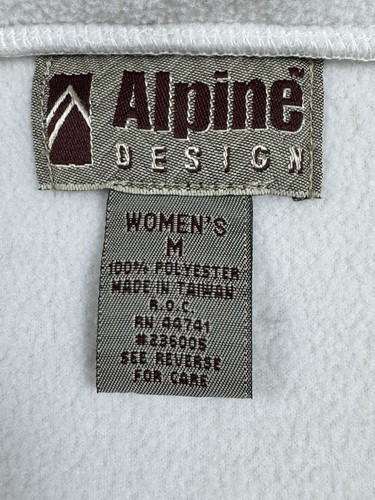 Alpine™
DESIGN
WOMEN'S
M
100% POLYESTER
MADE IN TAIWAN
R.O.C.
RN 44741
#236005
SEE REVERSE
FOR CARE